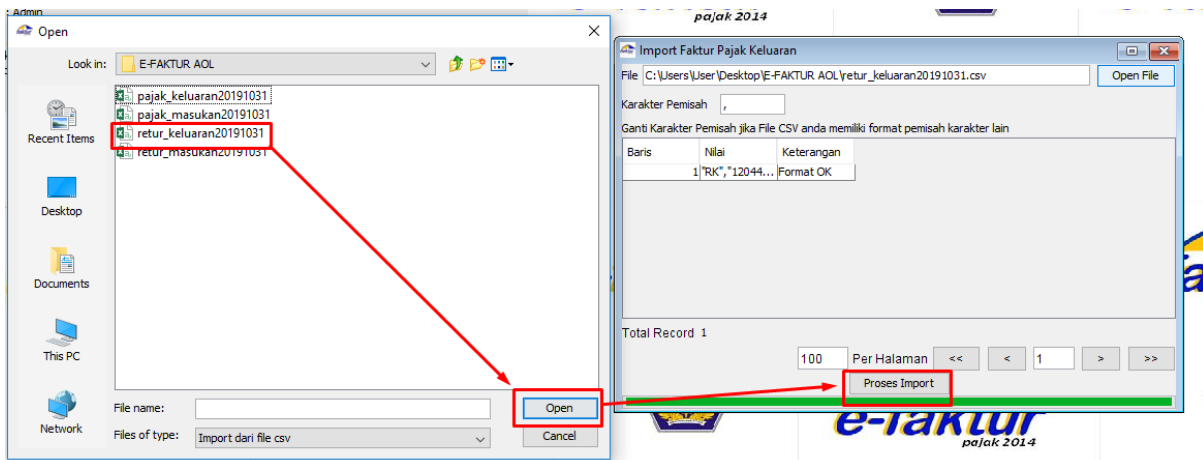 : Admin
pajak 2014
Open
Look in:
E-FAKTUR AOL
pajak_keluaran20191031
pajak_masukan20191031
retur_keluaran20191031
retur_masukan20191031
Recent Items
Desktop
Documents
This PC
Network
File name:
Open
Files of type:
Import dari file csv
Cancel
Import Faktur Pajak Keluaran
File
C:\Users\User\Desktop\E-FAKTUR AOL\retur_keluaran20191031.csv
Open File
Karakter Pemisah
,
Ganti Karakter Pemisah jika File CSV anda memiliki format pemisah karakter lain
Baris Nilai Keterangan
1 "RK","12044... Format OK
Total Record 1
100 Per Halaman << < 1 > >>
Proses Import
e-faktur
pajak 2014